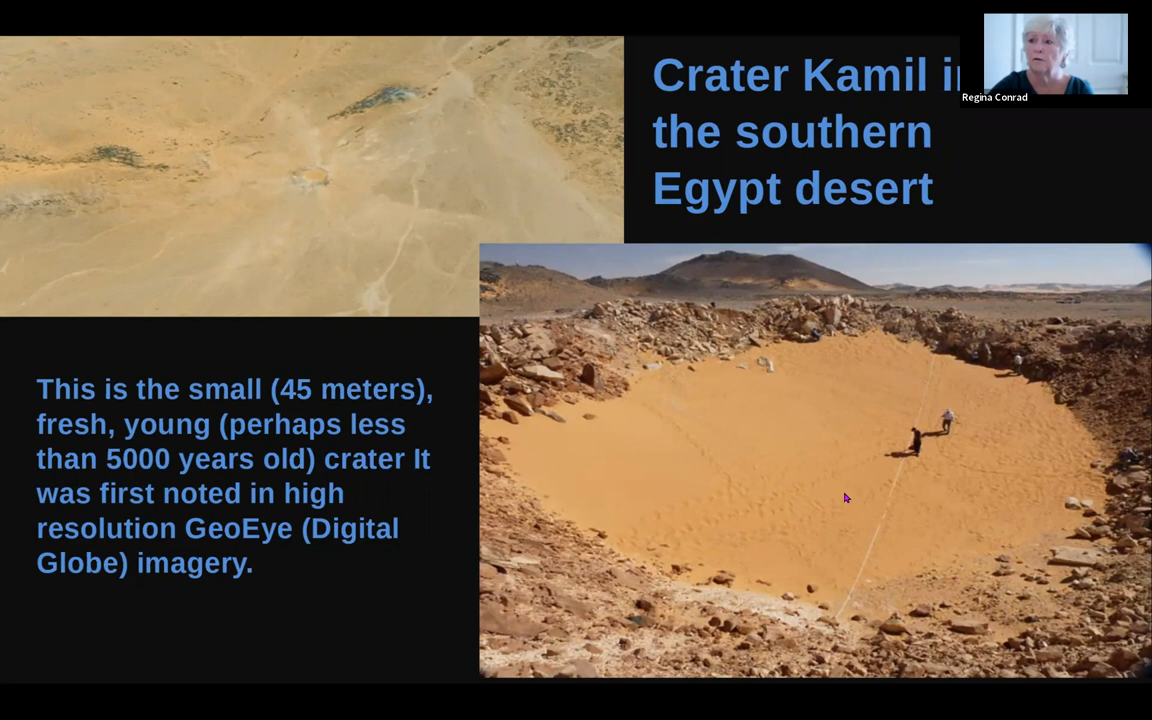 Crater Kamil in
the southern
Egypt desert
Regina Conrad
This is the small (45 meters),
fresh, young (perhaps less
than 5000 years old) crater It
was first noted in high
resolution GeoEye (Digital
Globe) imagery.